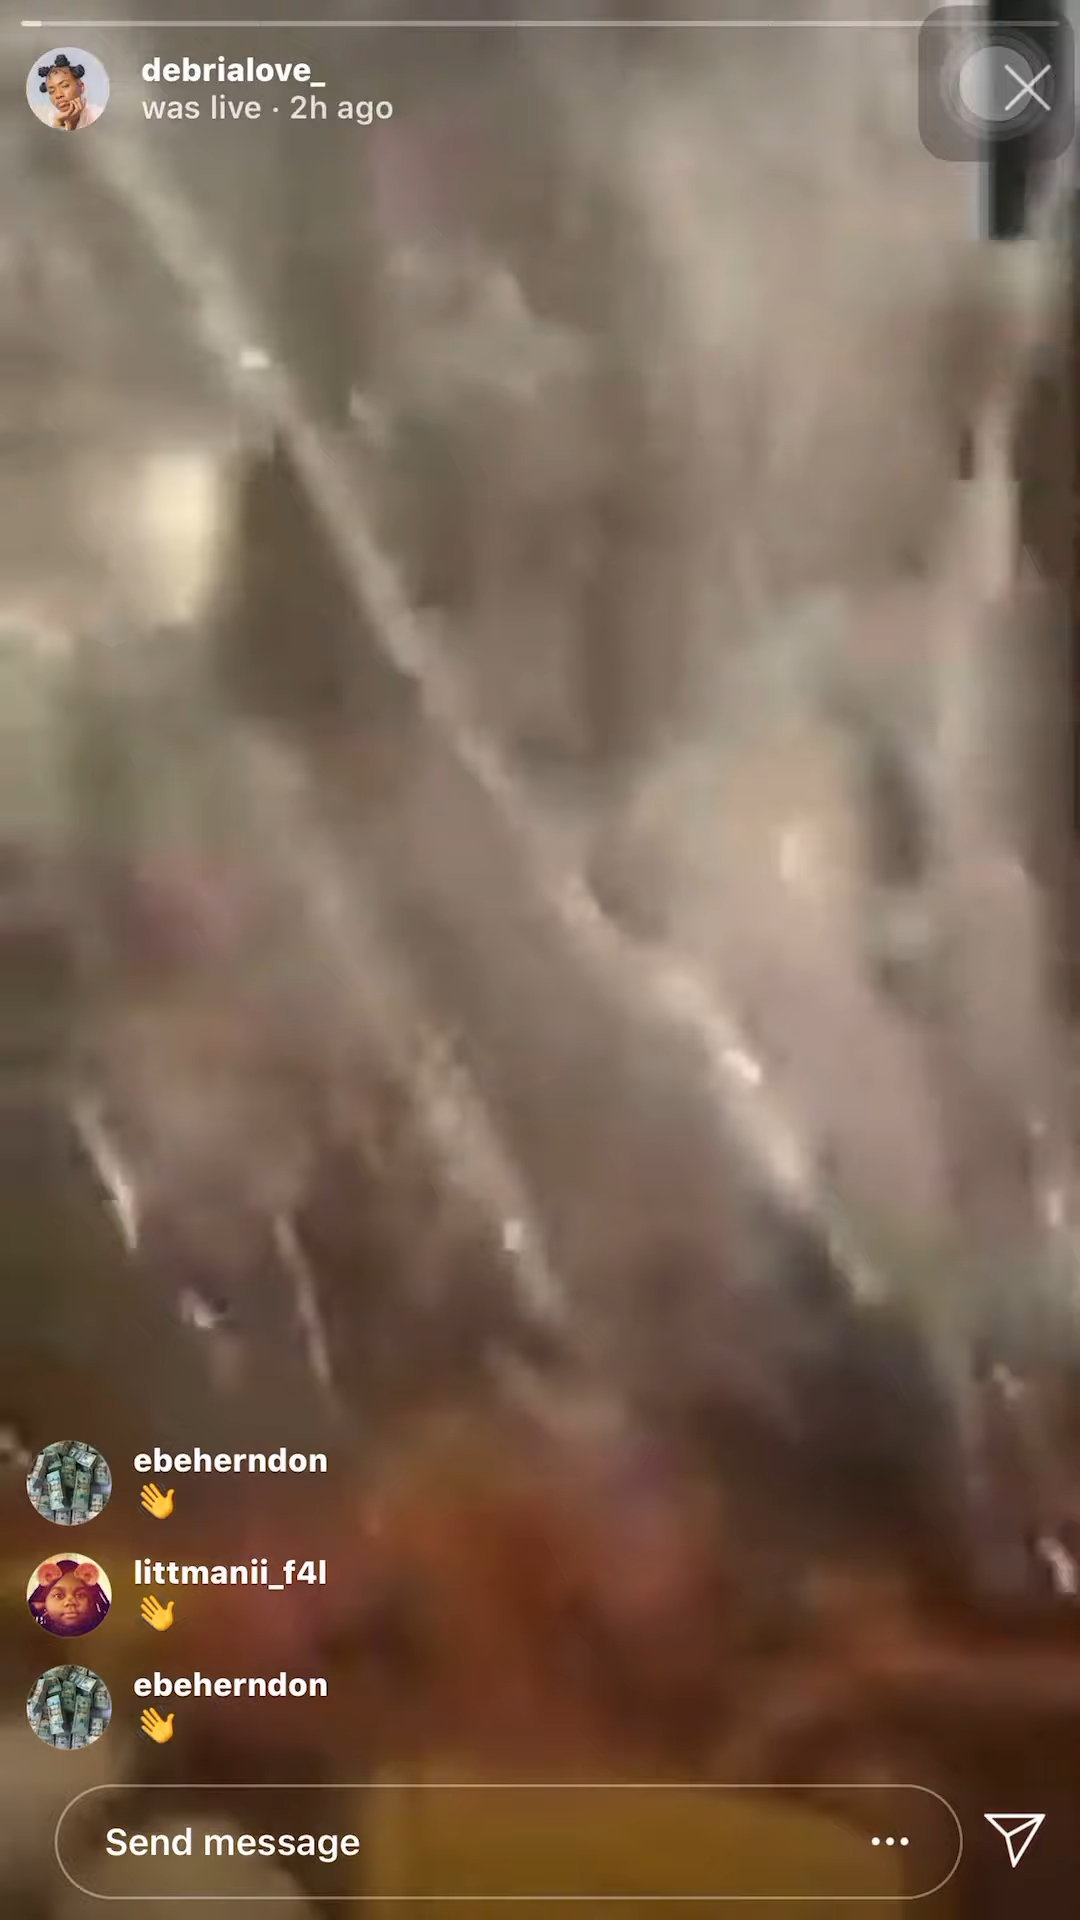 debrialove_
was live · 2h ago
ebeherndon
👋
littmanii_f4l
👋
ebeherndon
👋
Send message